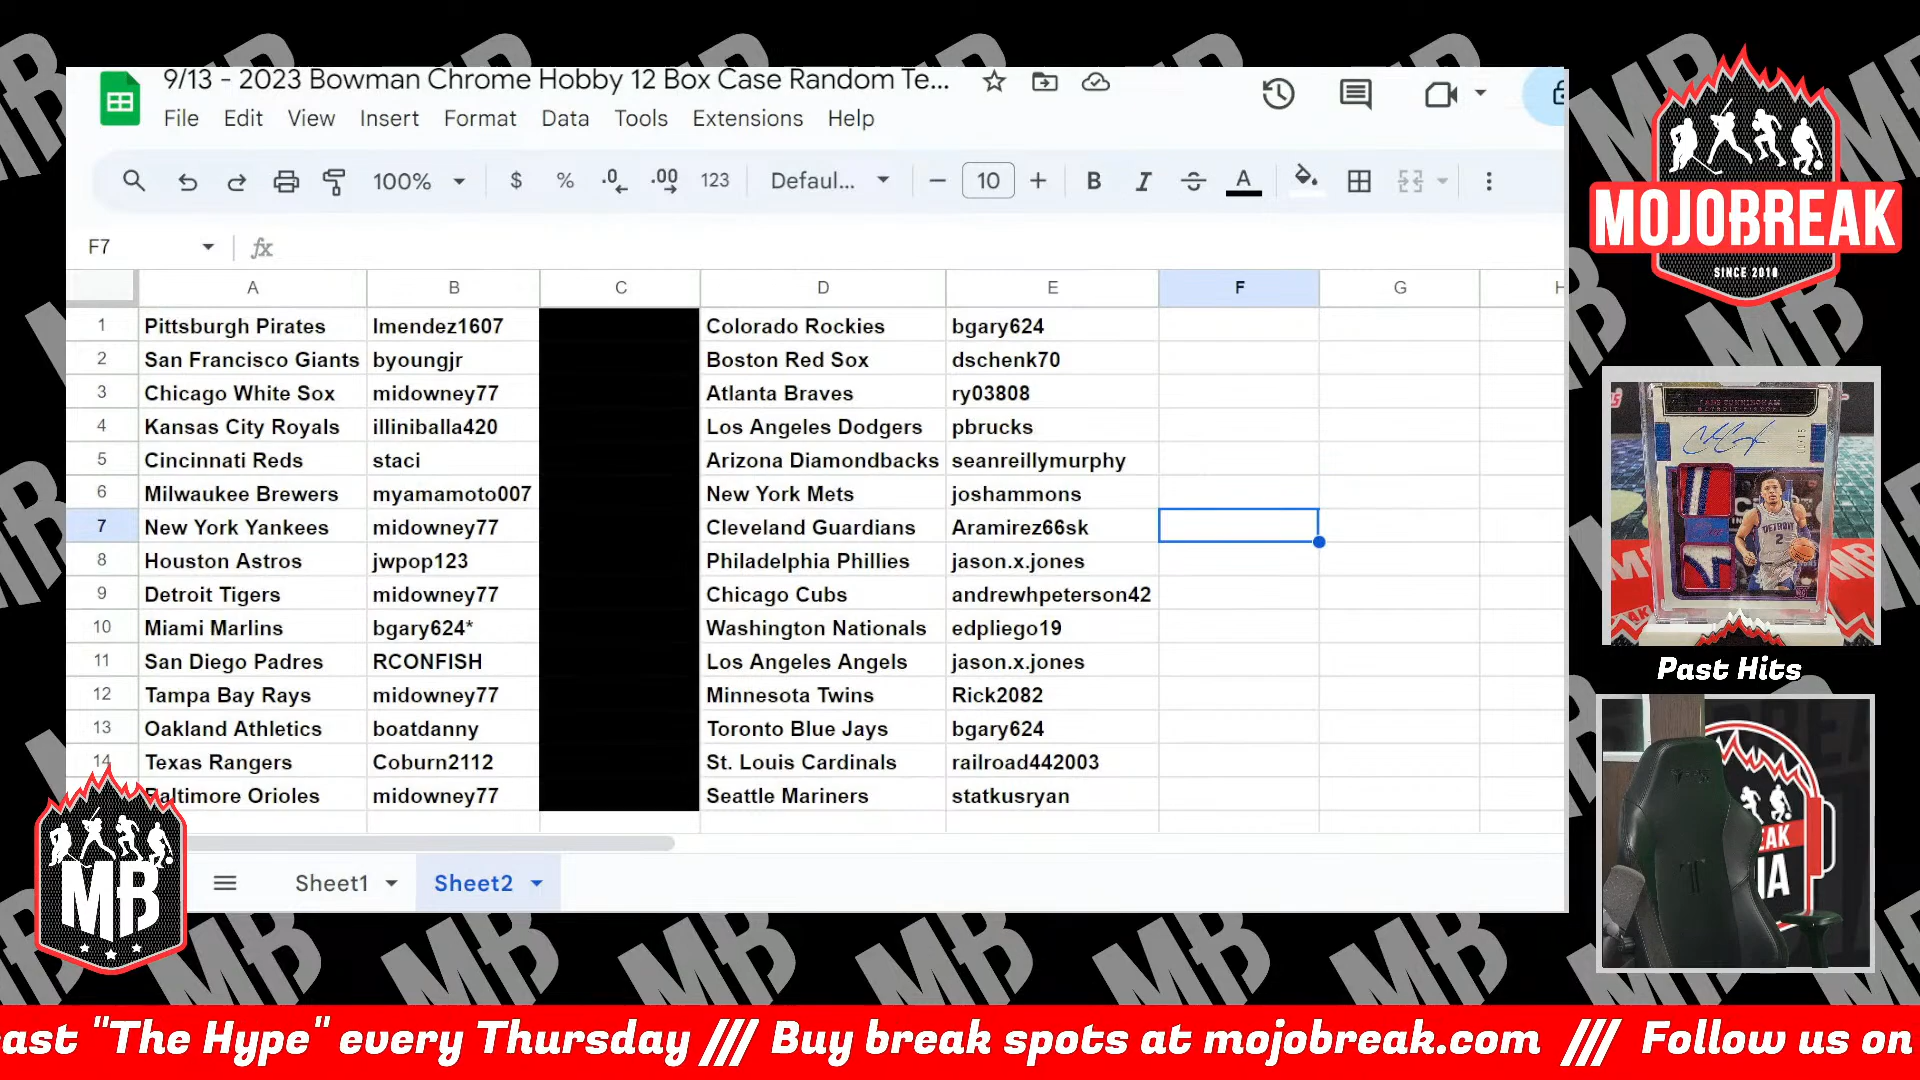 9/13 - 2023 Bowman Chrome Hobby 12 Box Case Random Te...
File Edit View Insert Format Data Tools Extensions Help
100% $ % .0 .00 123 Defaul... 10 B I A
F7 fx
A B C D E F G H
1 Pittsburgh Pirates lmendez1607 Colorado Rockies bgary624
2 San Francisco Giants byoungjr Boston Red Sox dschenk70
3 Chicago White Sox midowney77 Atlanta Braves ry03808
4 Kansas City Royals illiniballa420 Los Angeles Dodgers pbrucks
5 Cincinnati Reds staci Arizona Diamondbacks seanreillymurphy
6 Milwaukee Brewers myamamoto007 New York Mets joshammons
7 New York Yankees midowney77 Cleveland Guardians Aramirez66sk
8 Houston Astros jwpop123 Philadelphia Phillies jason.x.jones
9 Detroit Tigers midowney77 Chicago Cubs andrewhpeterson42
10 Miami Marlins bgary624* Washington Nationals edpliego19
11 San Diego Padres RCONFISH Los Angeles Angels jason.x.jones
12 Tampa Bay Rays midowney77 Minnesota Twins Rick2082
13 Oakland Athletics boatdanny Toronto Blue Jays bgary624
14 Texas Rangers Coburn2112 St. Louis Cardinals railroad442003
Baltimore Orioles midowney77 Seattle Mariners statkusryan
Sheet1 Sheet2
MOJOBREAK
SINCE 2010
CADE CUNNINGHAM
DETROIT PISTONS
DETROIT
2
Past Hits
MB
ast "The Hype" every Thursday /// Buy break spots at mojobreak.com /// Follow us on